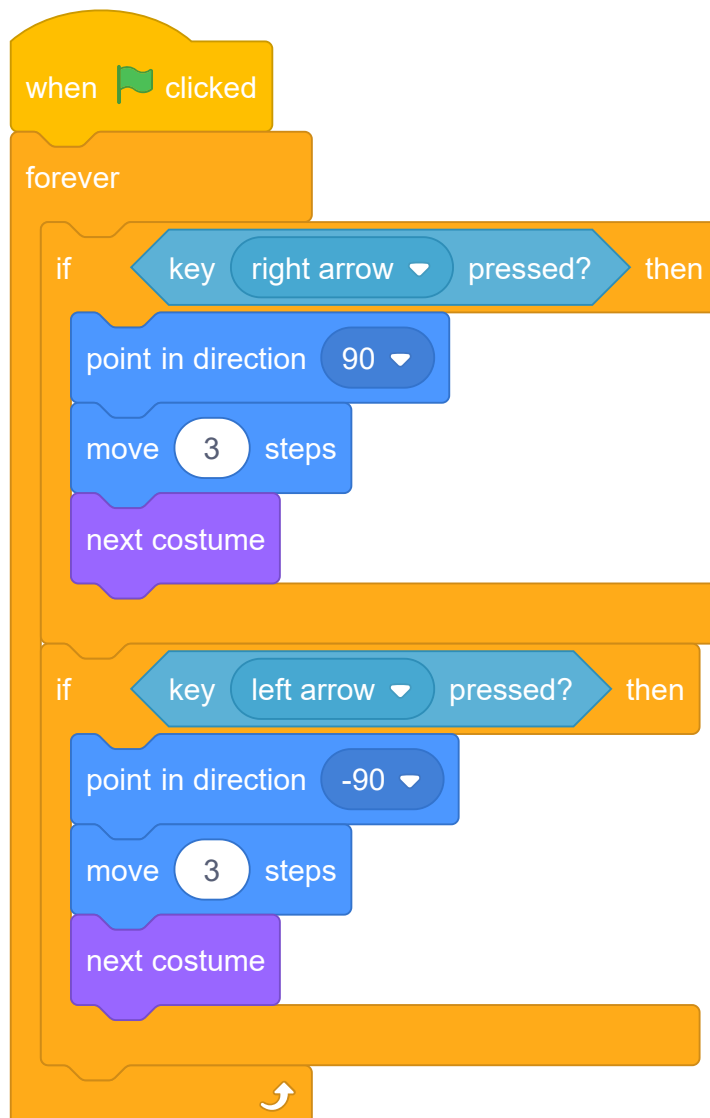 when clicked
forever
if key right arrow pressed? then
point in direction 90
move 3 steps
next costume
if key left arrow pressed? then
point in direction -90
move 3 steps
next costume